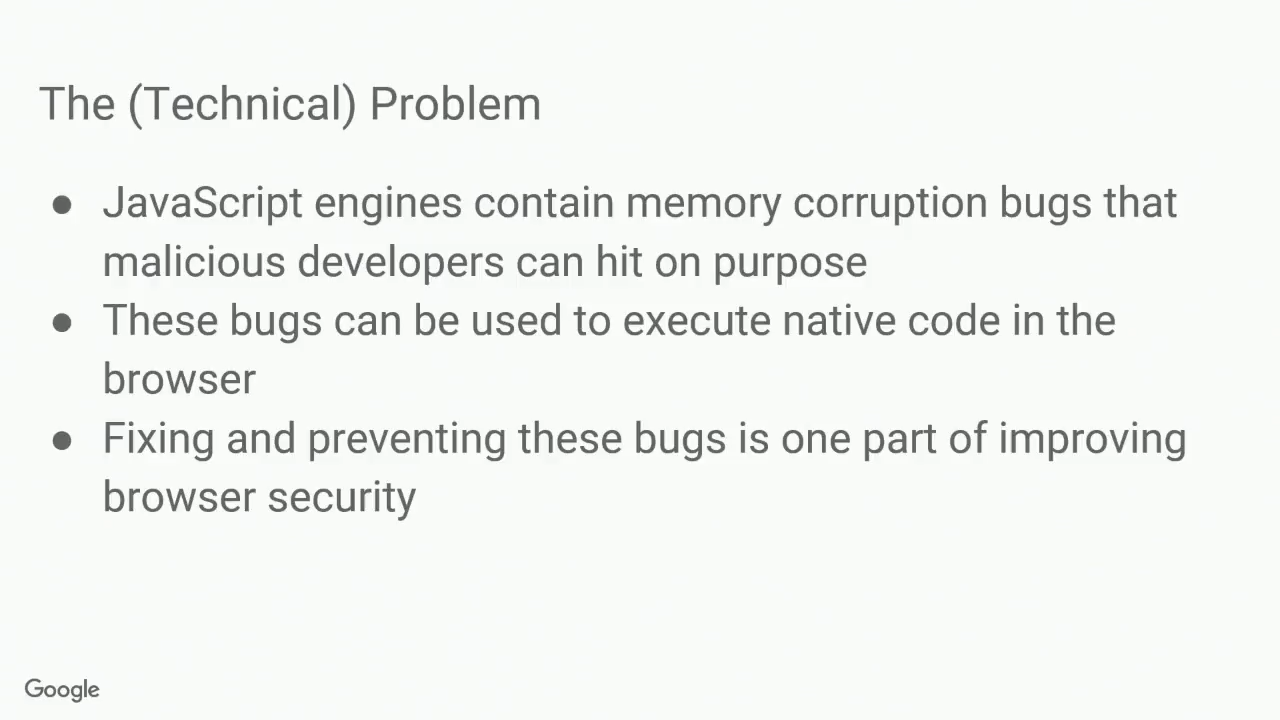 The (Technical) Problem
● JavaScript engines contain memory corruption bugs that
malicious developers can hit on purpose
● These bugs can be used to execute native code in the
browser
● Fixing and preventing these bugs is one part of improving
browser security
Google